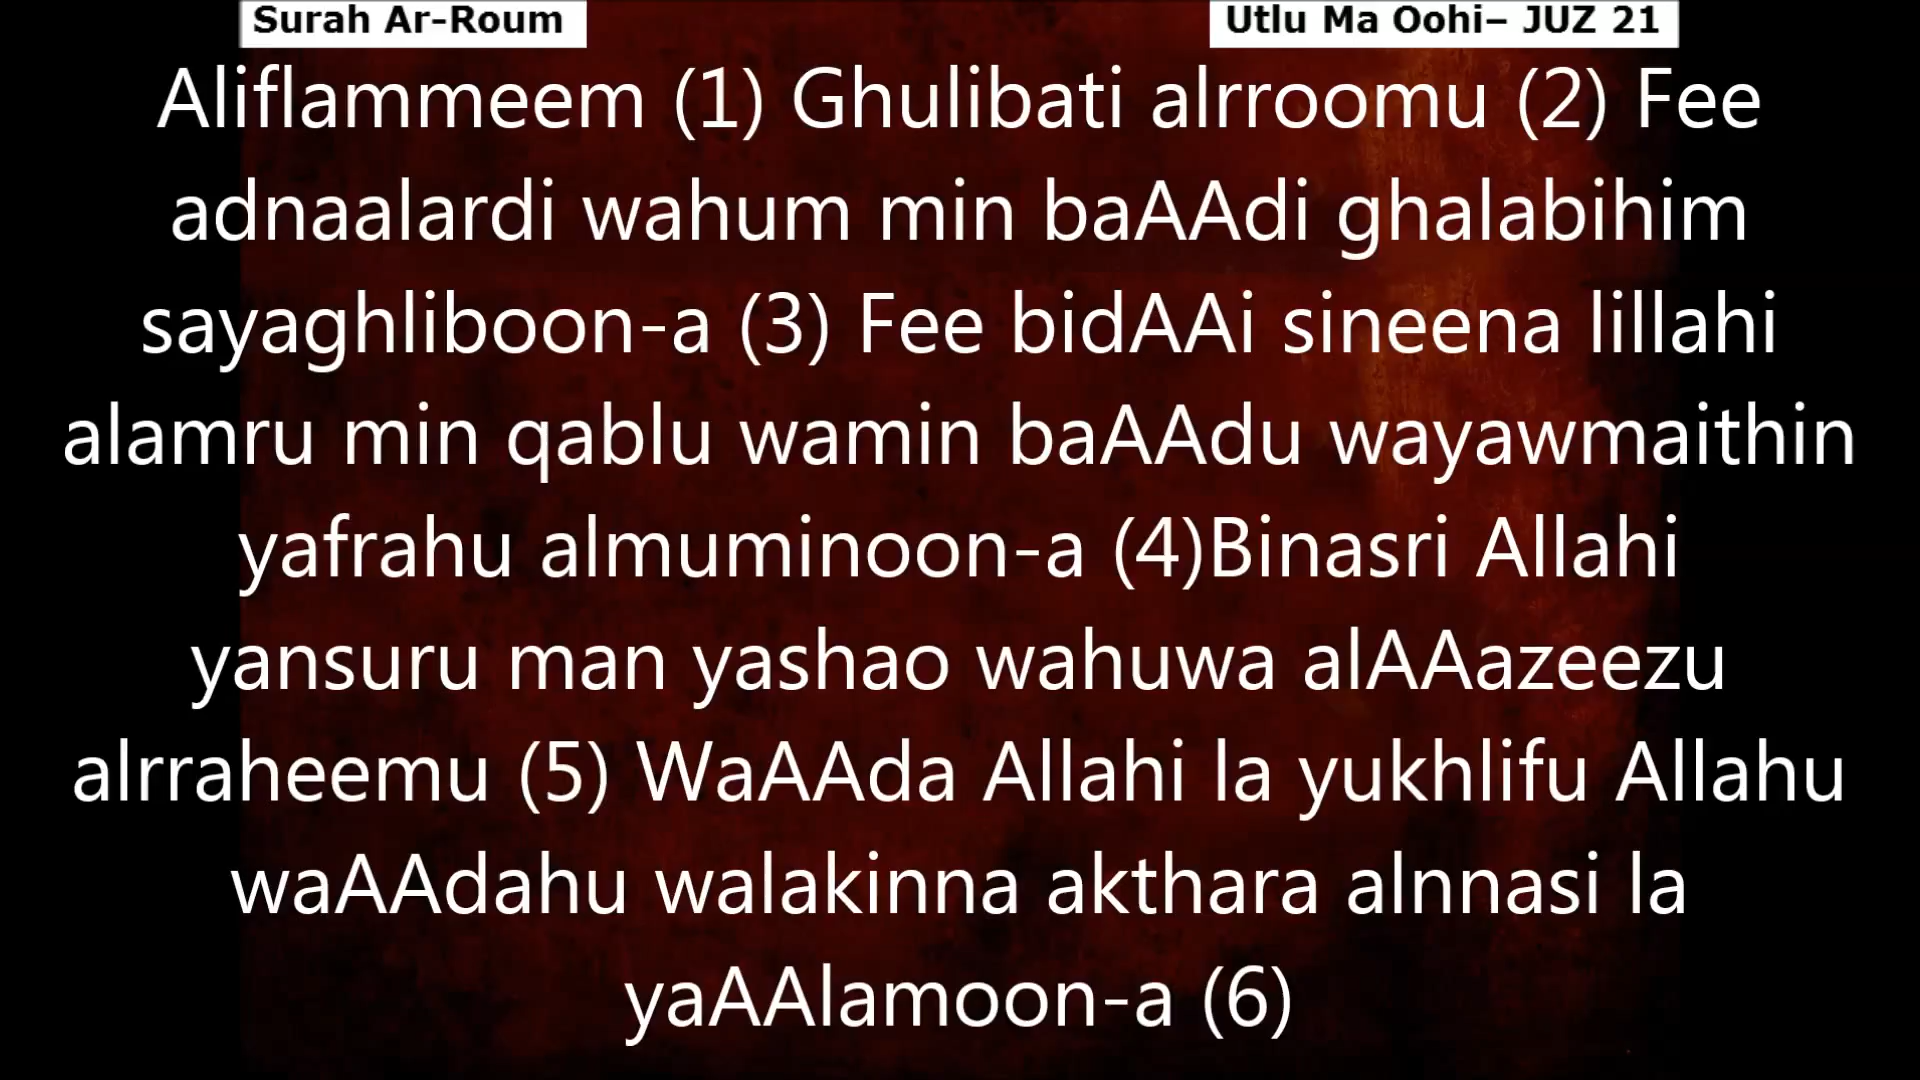 Surah Ar-Roum
Utlu Ma Oohi– JUZ 21
Aliflammeem (1) Ghulibati alrroomu (2) Fee
adnaalardi wahum min baAAdi ghalabihim
sayaghliboon-a (3) Fee bidAAi sineena lillahi
alamru min qablu wamin baAAdu wayawmaithin
yafrahu almuminoon-a (4)Binasri Allahi
yansuru man yashao wahuwa alAAazeezu
alrraheemu (5) WaAAda Allahi la yukhlifu Allahu
waAAdahu walakinna akthara alnnasi la
yaAAlamoon-a (6)